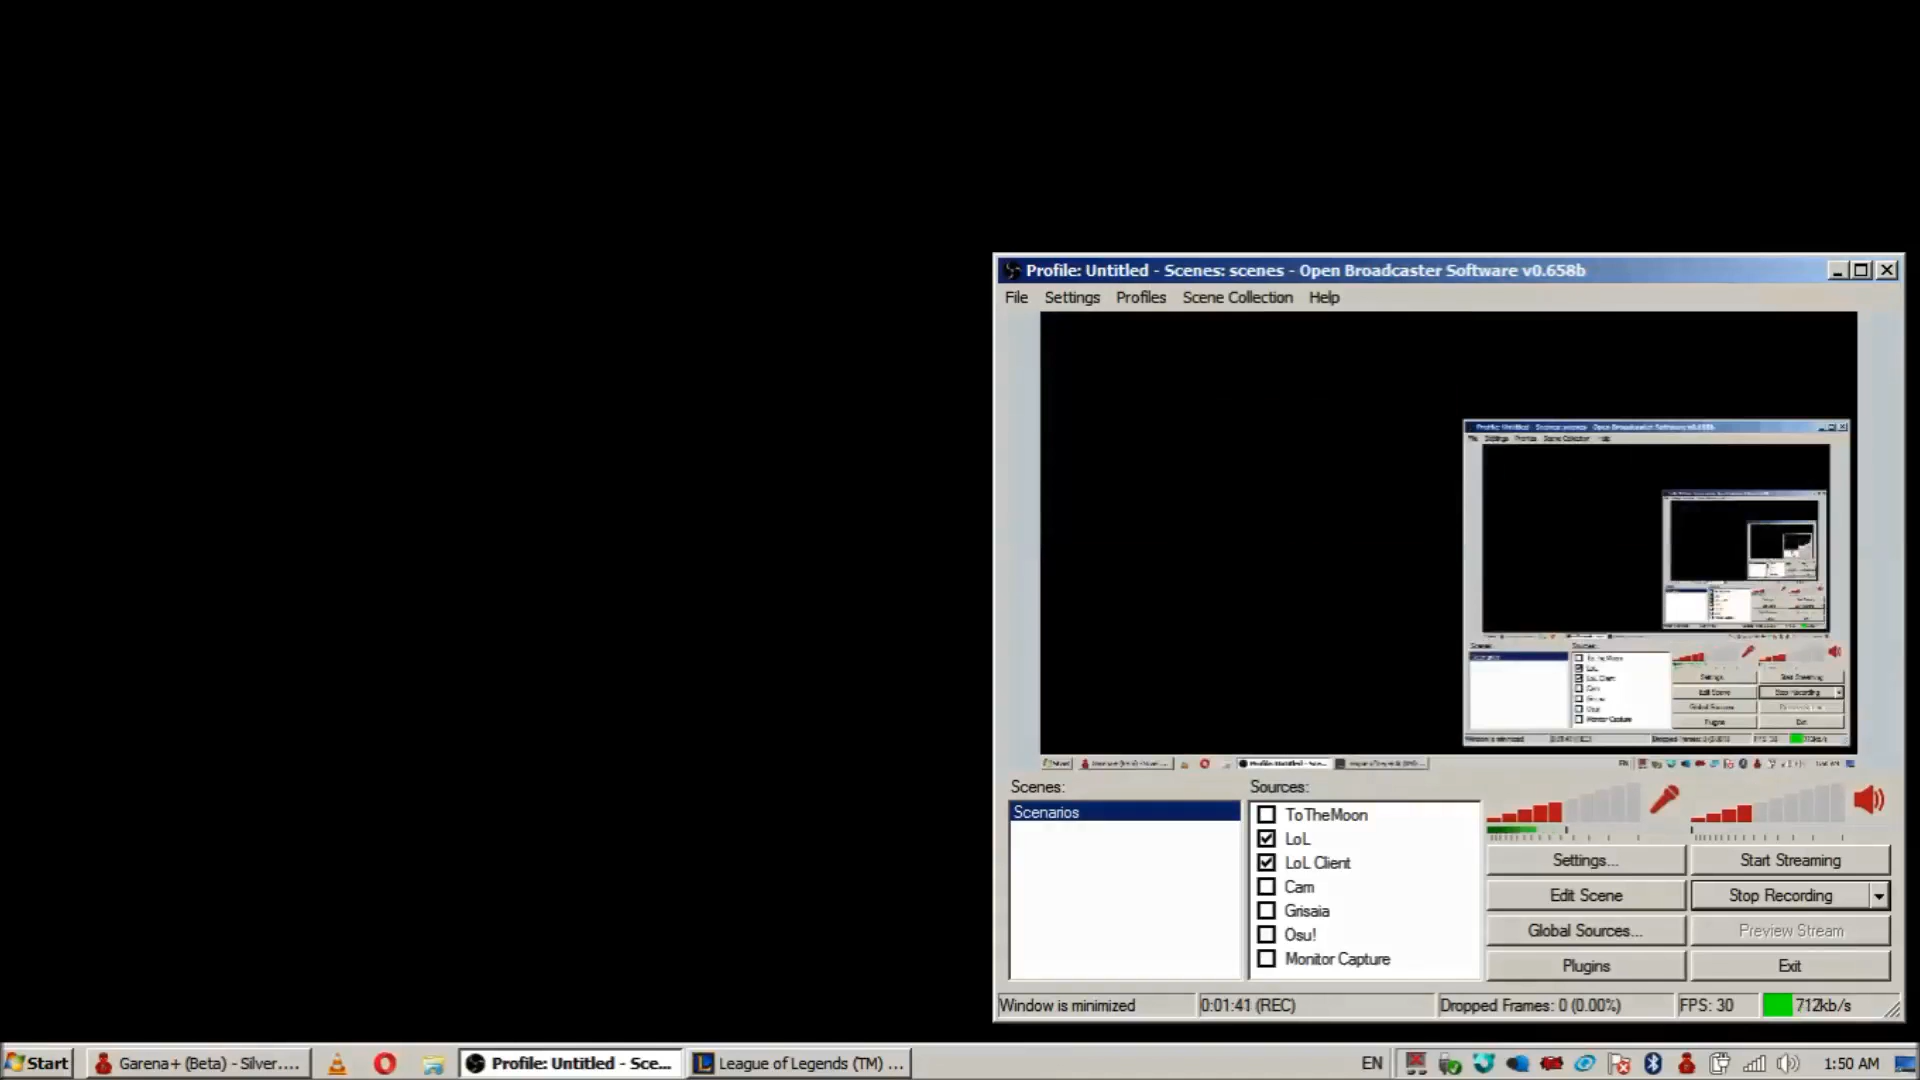 Profile: Untitled - Scenes: scenes - Open Broadcaster Software v0.658b
File Settings Profiles Scene Collection Help
Scenes:
Scenarios
Sources:
ToTheMoon
LoL
LoL Client
Cam
Grisaia
Osu!
Monitor Capture
Settings...
Start Streaming
Edit Scene
Stop Recording
Global Sources...
Preview Stream
Plugins
Exit
Window is minimized
0:01:41 (REC)
Dropped Frames: 0 (0.00%)
FPS: 30
712kb/s
Start
Garena+ (Beta) - Silver....
Profile: Untitled - Sce...
League of Legends (TM) ...
EN
1:50 AM